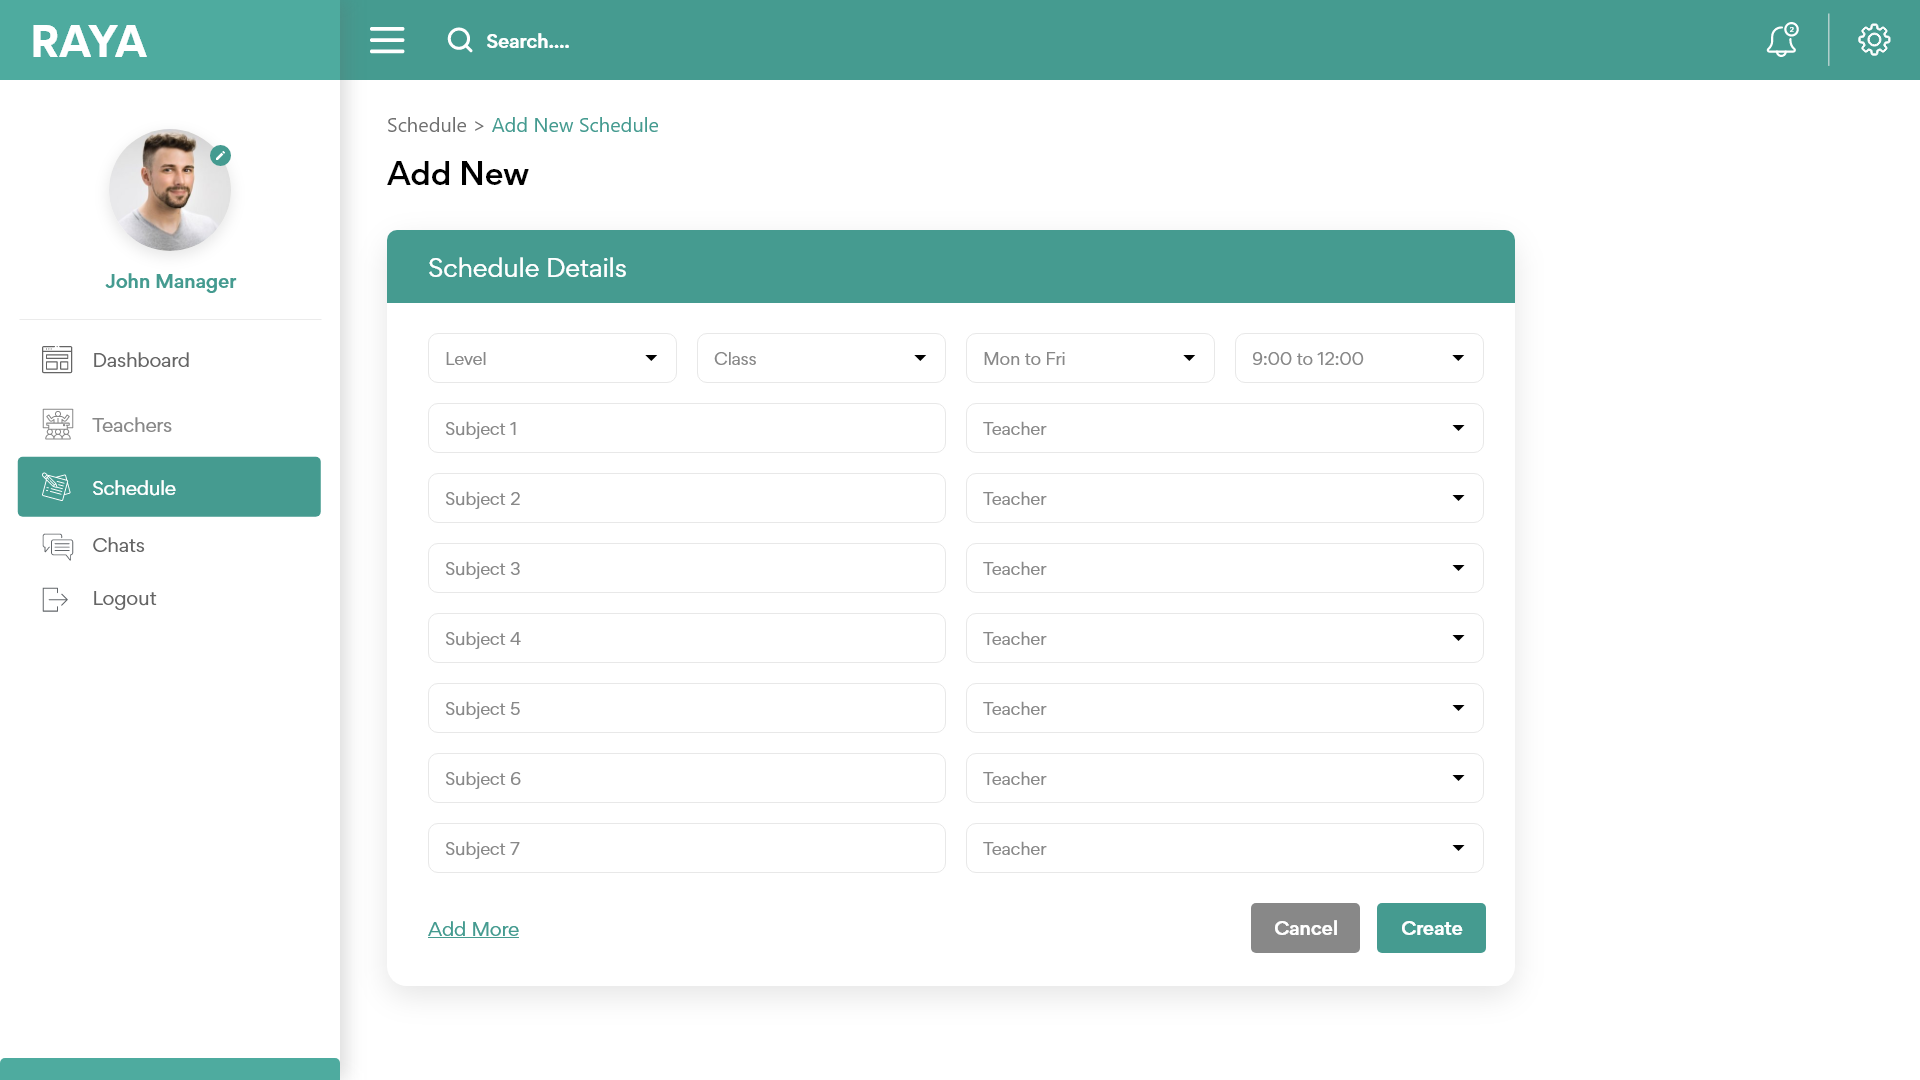 RAYA
Search....
2
Schedule > Add New Schedule
Add New
John Manager
Dashboard
Teachers
Schedule
Chats
Logout
Schedule Details
Level
Class
Mon to Fri
9:00 to 12:00
Subject 1
Teacher
Subject 2
Teacher
Subject 3
Teacher
Subject 4
Teacher
Subject 5
Teacher
Subject 6
Teacher
Subject 7
Teacher
Add More
Cancel
Create